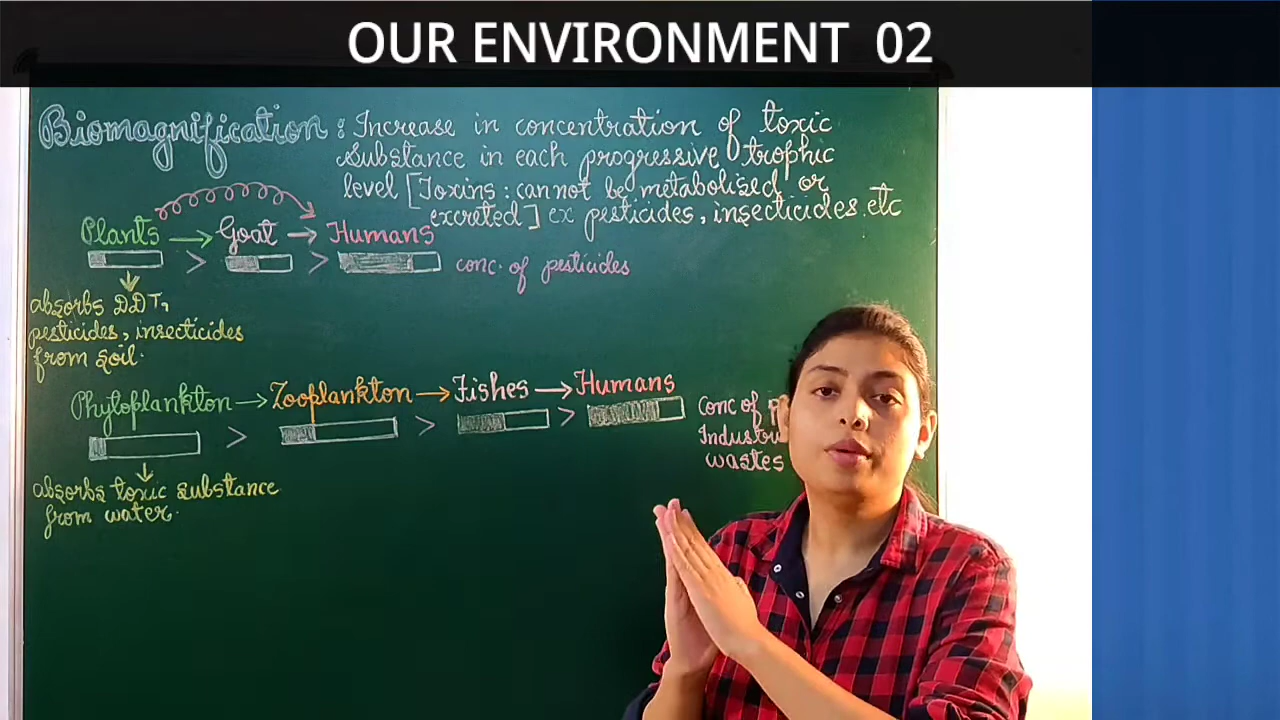 OUR ENVIRONMENT 02
Biomagnification : Increase in concentration of toxic
substance in each progressive trophic
level [Toxins : cannot be metabolised or
excreted] ex pesticides, insecticides etc
Plants → Goat → Humans
> > conc. of pesticides
absorbs DDT,
pesticides, insecticides
from soil.
Phytoplankton → Zooplankton → Fishes → Humans
> > > Conc of
wastes
absorbs toxic substance
from water.